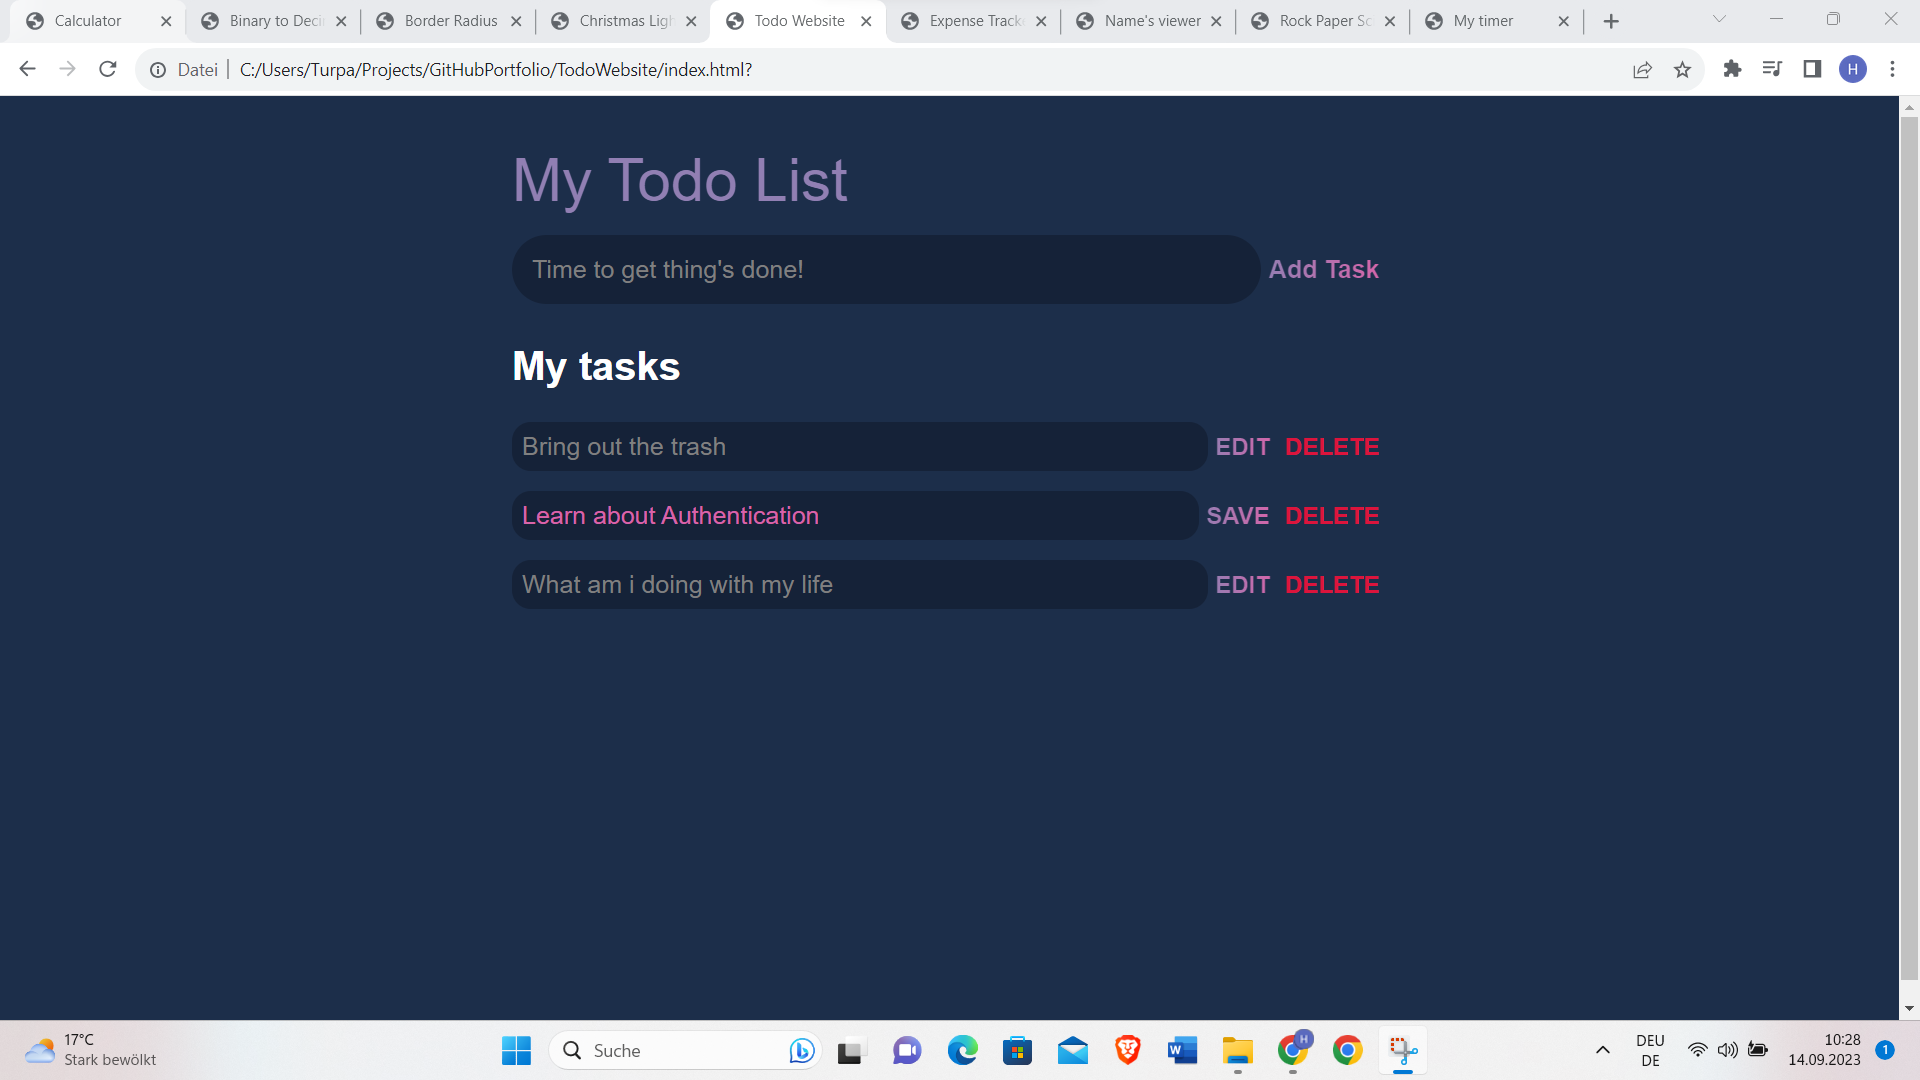 Calculator
Binary to Deci
Border Radius
Christmas Ligh
Todo Website
Expense Track
Name's viewer
Rock Paper Sc
My timer
Datei
C:/Users/Turpa/Projects/GitHubPortfolio/TodoWebsite/index.html?
H
My Todo List
Time to get thing's done!
Add Task
My tasks
Bring out the trash
EDIT DELETE
Learn about Authentication
SAVE DELETE
What am i doing with my life
EDIT DELETE
17°C
Stark bewölkt
Suche
W
H
DEU
DE
10:28
14.09.2023
1